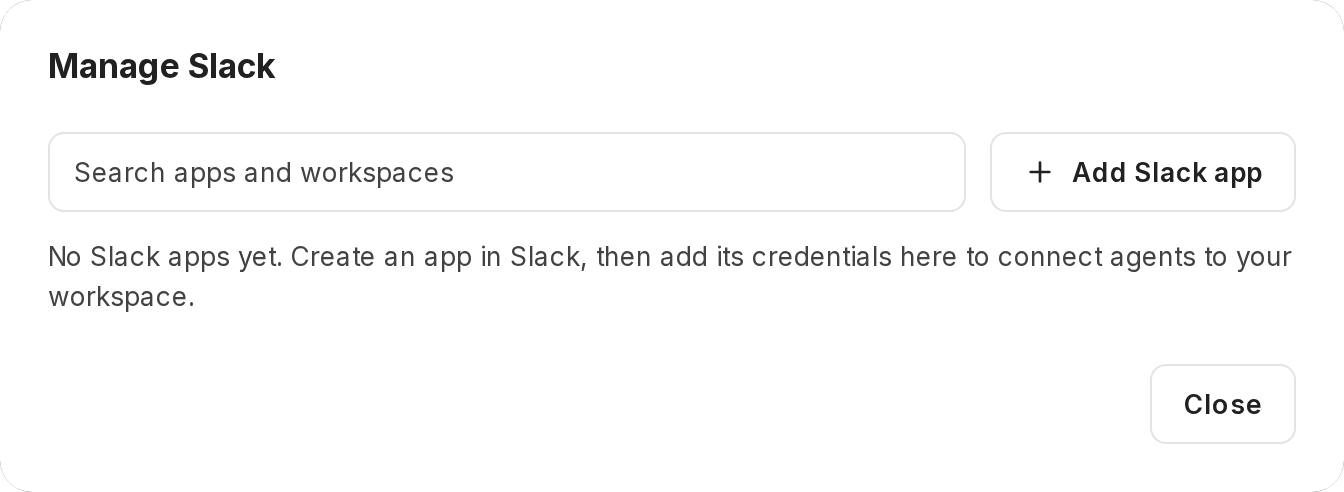 Manage Slack
Search apps and workspaces
Add Slack app
No Slack apps yet. Create an app in Slack, then add its credentials here to connect agents to your
workspace.
Close